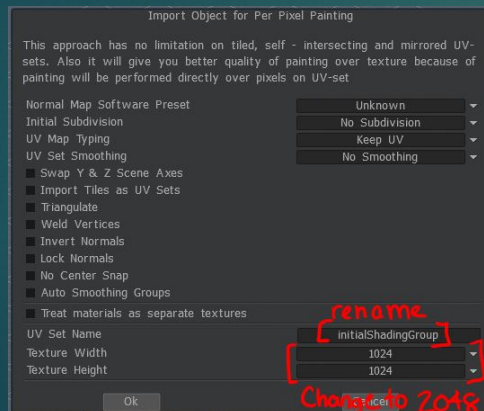 Import Object for Per Pixel Painting
This approach has no limitation on tiled, self - intersecting and mirrored UV-
sets. Also it will give you better quality of painting over texture because of
painting will be performed directly over pixels on UV-set
Normal Map Software Preset Unknown
Initial Subdivision No Subdivision
UV Map Typing Keep UV
UV Set Smoothing No Smoothing
Swap Y & Z Scene Axes
Import Tiles as UV Sets
Triangulate
Weld Vertices
Invert Normals
Lock Normals
No Center Snap
Auto Smoothing Groups
Treat materials as separate textures
rename
UV Set Name initialShadingGroup
Texture Width 1024
Texture Height 1024
Ok Cancel
Change to 2048